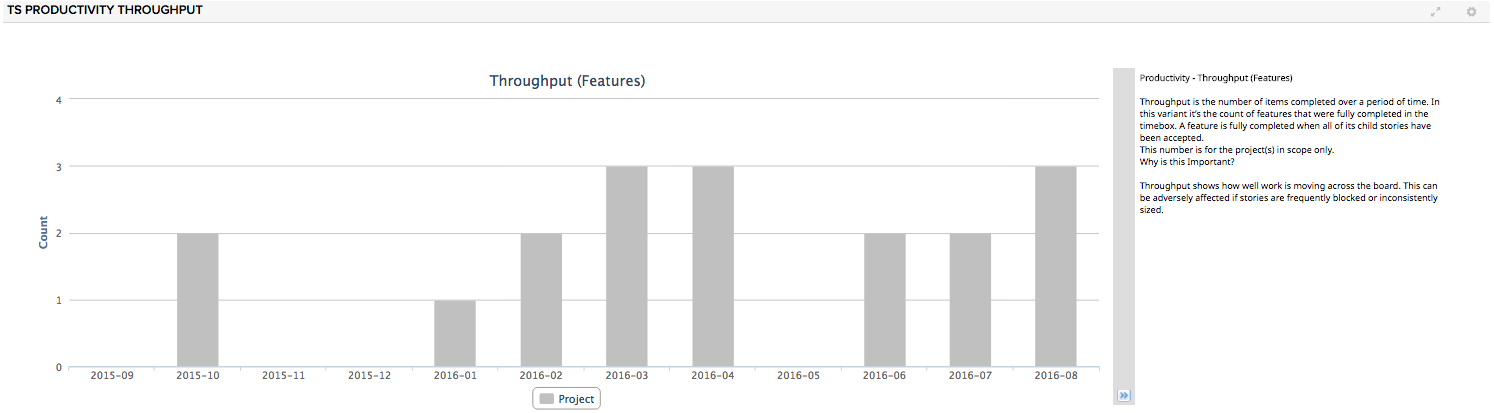 TS PRODUCTIVITY THROUGHPUT
Throughput (Features)
4
3
2
1
0
Count
2015-09 2015-10 2015-11 2015-12 2016-01 2016-02 2016-03 2016-04 2016-05 2016-06 2016-07 2016-08
Project
Productivity - Throughput (Features)
Throughput is the number of items completed over a period of time. In
this variant it's the count of features that were fully completed in the
timebox. A feature is fully completed when all of its child stories have
been accepted.
This number is for the project(s) in scope only.
Why is this Important?
Throughput shows how well work is moving across the board. This can
be adversely affected if stories are frequently blocked or inconsistently
sized.